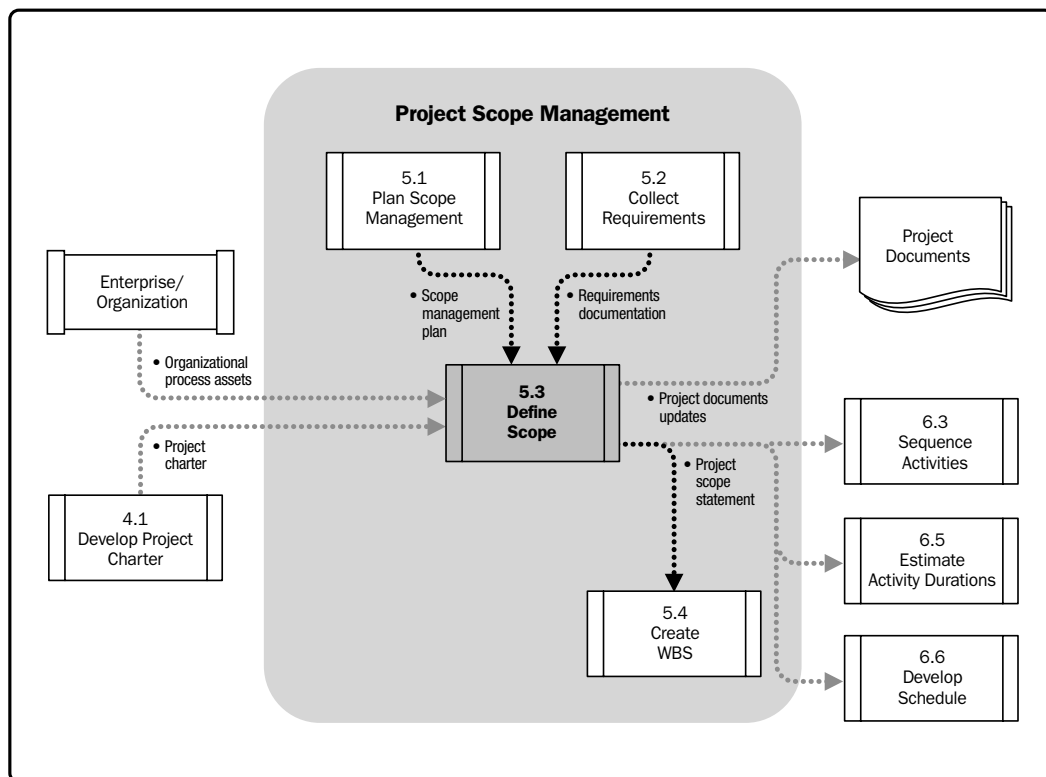 Project Scope Management
5.1
Plan Scope
Management
5.2
Collect
Requirements
Project
Documents
Enterprise/
Organization
• Scope
management
plan
• Requirements
documentation
• Organizational
process assets
5.3
Define
Scope
• Project documents
updates
6.3
Sequence
Activities
• Project
charter
• Project
scope
statement
4.1
Develop Project
Charter
6.5
Estimate
Activity Durations
5.4
Create
WBS
6.6
Develop
Schedule